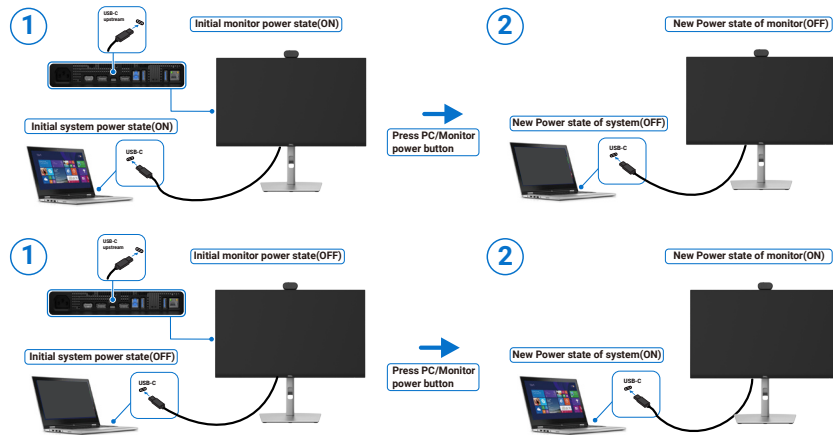 1
USB-C
upstream
Initial monitor power state(ON)
2
New Power state of monitor(OFF)
Initial system power state(ON)
USB-C
Press PC/Monitor
power button
New Power state of system(OFF)
USB-C
1
USB-C
upstream
Initial monitor power state(OFF)
2
New Power state of monitor(ON)
Initial system power state(OFF)
USB-C
Press PC/Monitor
power button
New Power state of system(ON)
USB-C